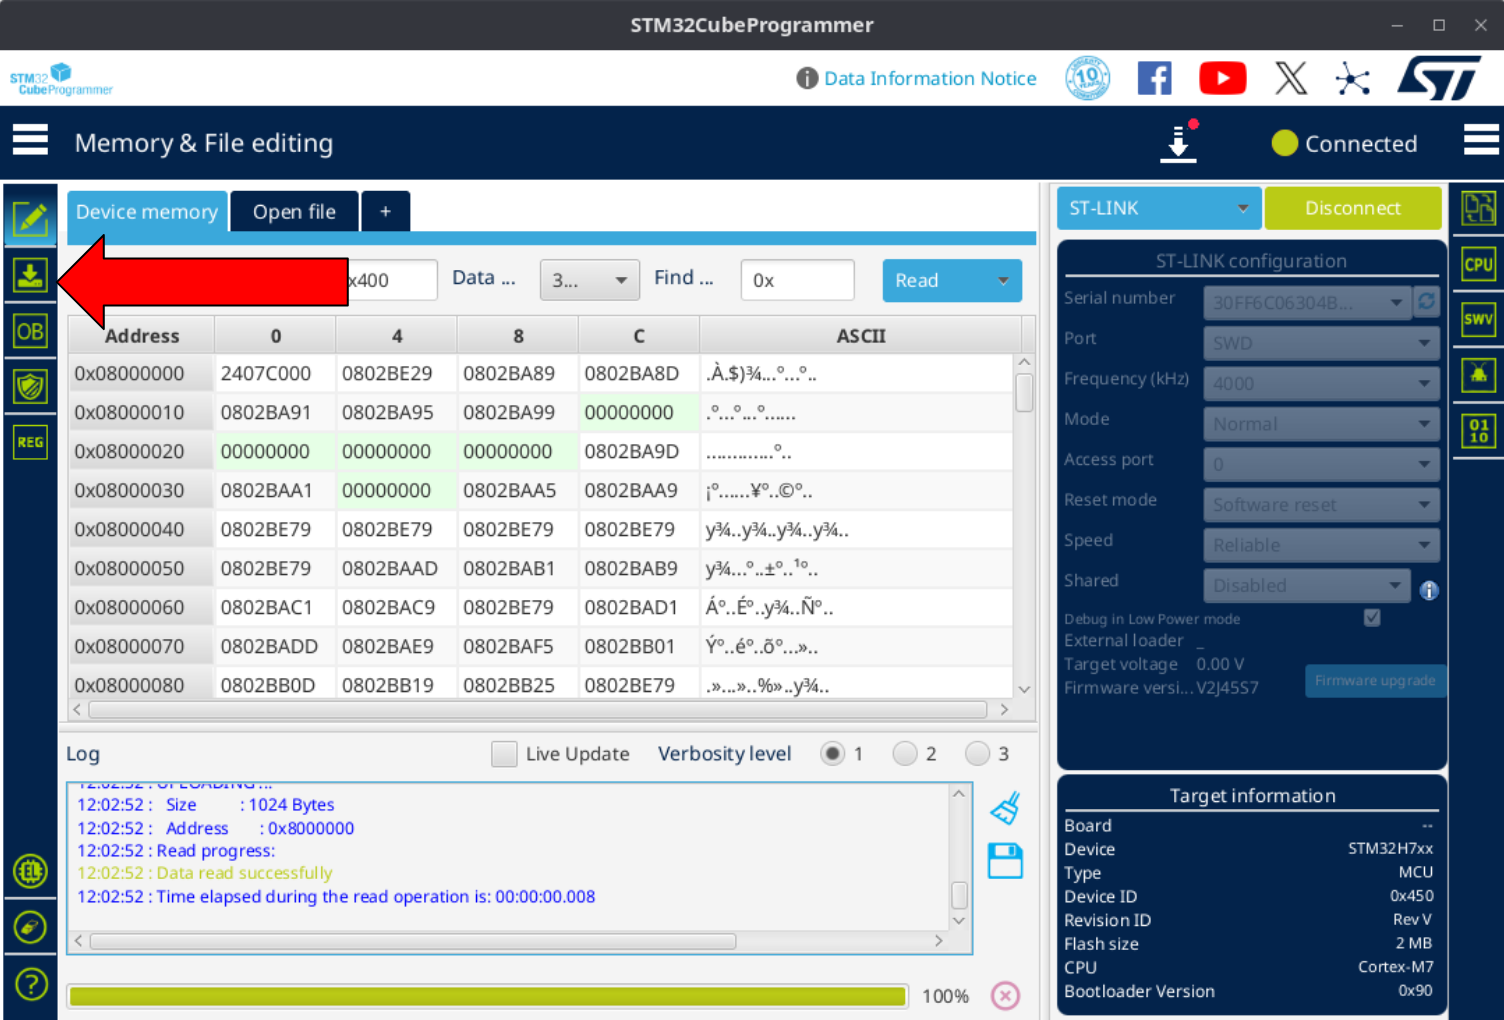 STM32CubeProgrammer
STM32
CubeProgrammer
Data Information Notice
10
Memory & File editing
Connected
Device memory
Open file
+
ST-LINK
Disconnect
x400
Data ...
3...
Find ...
0x
Read
Address 0 4 8 C ASCII
0x08000000 2407C000 0802BE29 0802BA89 0802BA8D .À.$)¾...º...º..
0x08000010 0802BA91 0802BA95 0802BA99 00000000 .º...º...º......
0x08000020 00000000 00000000 00000000 0802BA9D .............º..
0x08000030 0802BAA1 00000000 0802BAA5 0802BAA9 ¡º......¥º..©º..
0x08000040 0802BE79 0802BE79 0802BE79 0802BE79 y¾..y¾..y¾..y¾..
0x08000050 0802BE79 0802BAAD 0802BAB1 0802BAB9 y¾...º..±º..¹º..
0x08000060 0802BAC1 0802BAC9 0802BE79 0802BAD1 Áº..Éº..y¾..Ñº..
0x08000070 0802BADD 0802BAE9 0802BAF5 0802BB01 Ýº..éº..õº...»..
0x08000080 0802BB0D 0802BB19 0802BB25 0802BE79 .»...»..%»..y¾..
OB
REG
CPU
SWV
01
10
ST-LINK configuration
Serial number 30FF6C06304B...
Port SWD
Frequency (kHz) 4000
Mode Normal
Access port 0
Reset mode Software reset
Speed Reliable
Shared Disabled
Debug in Low Power mode
External loader _
Target voltage 0.00 V
Firmware versi... V2J45S7
Firmware upgrade
Log
Live Update
Verbosity level 1 2 3
12:02:52 : UPLOADING ...
12:02:52 : Size : 1024 Bytes
12:02:52 : Address : 0x8000000
12:02:52 : Read progress:
12:02:52 : Data read successfully
12:02:52 : Time elapsed during the read operation is: 00:00:00.008
100%
Target information
Board --
Device STM32H7xx
Type MCU
Device ID 0x450
Revision ID Rev V
Flash size 2 MB
CPU Cortex-M7
Bootloader Version 0x90